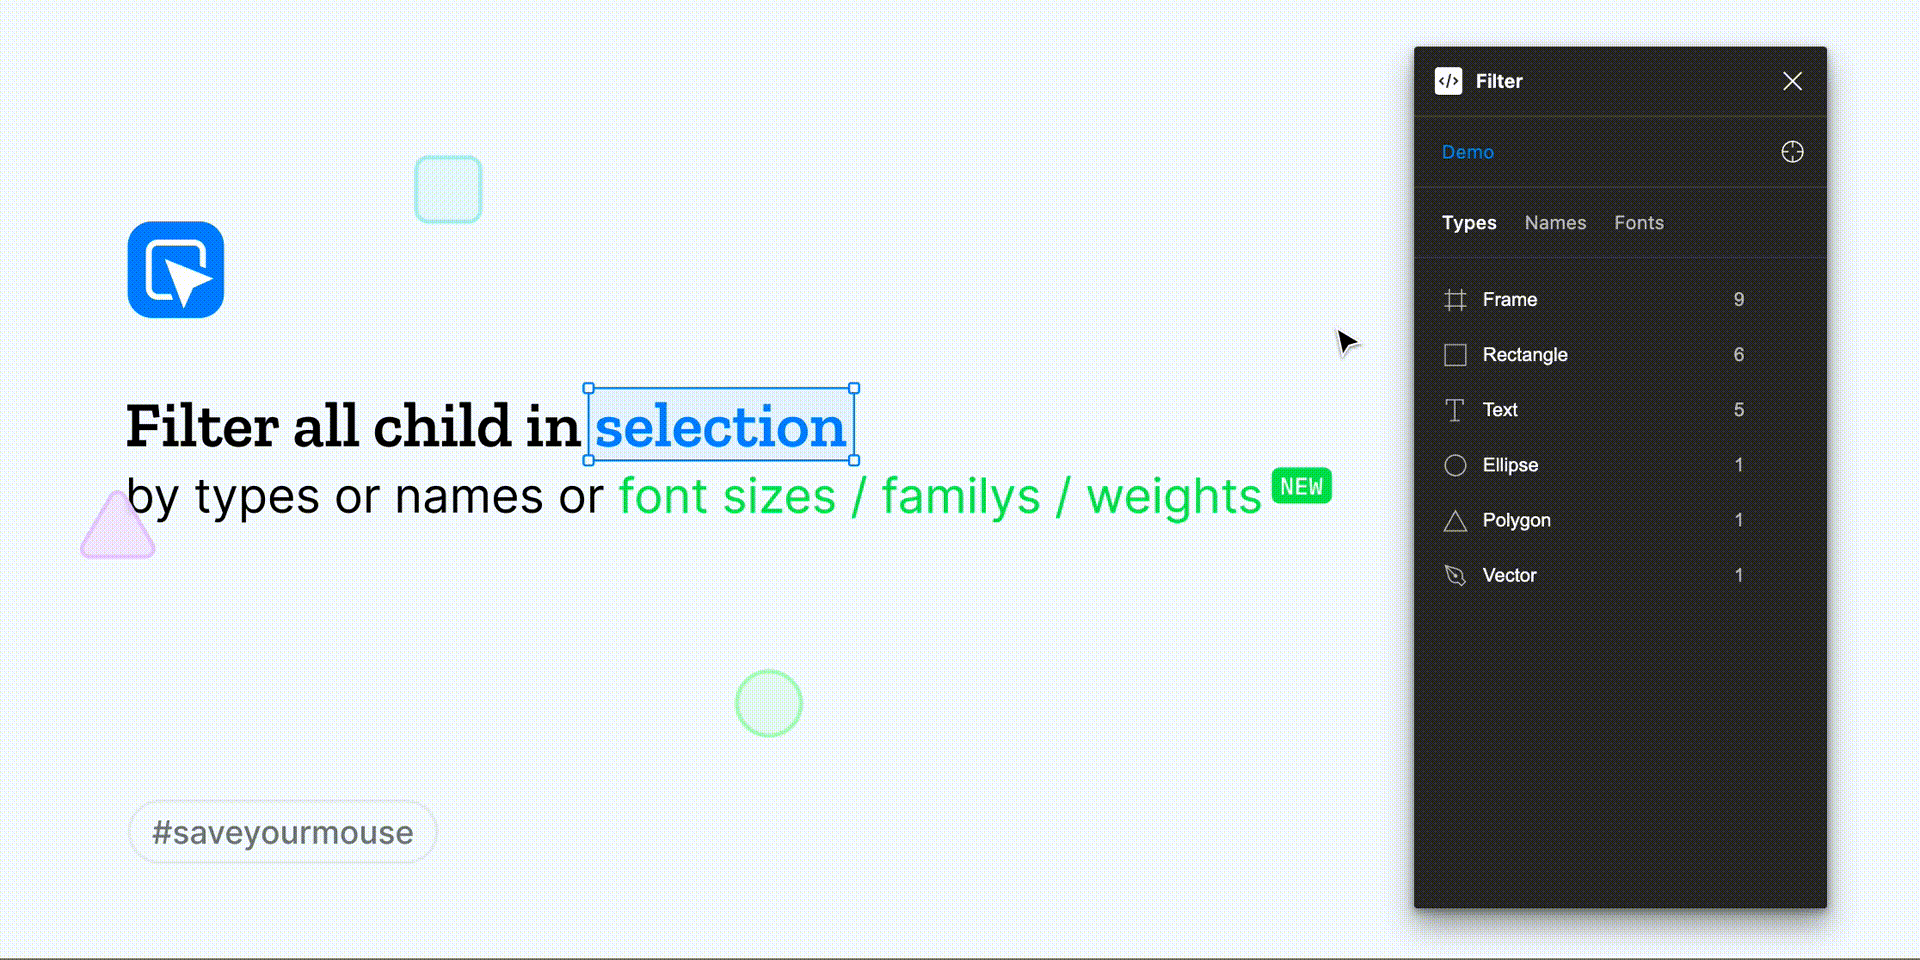 Filter all child in selection
by types or names or font sizes / familys / weights NEW
#saveyourmouse
</> Filter
Demo
Types Names Fonts
Frame 9
Rectangle 6
Text 5
Ellipse 1
Polygon 1
Vector 1